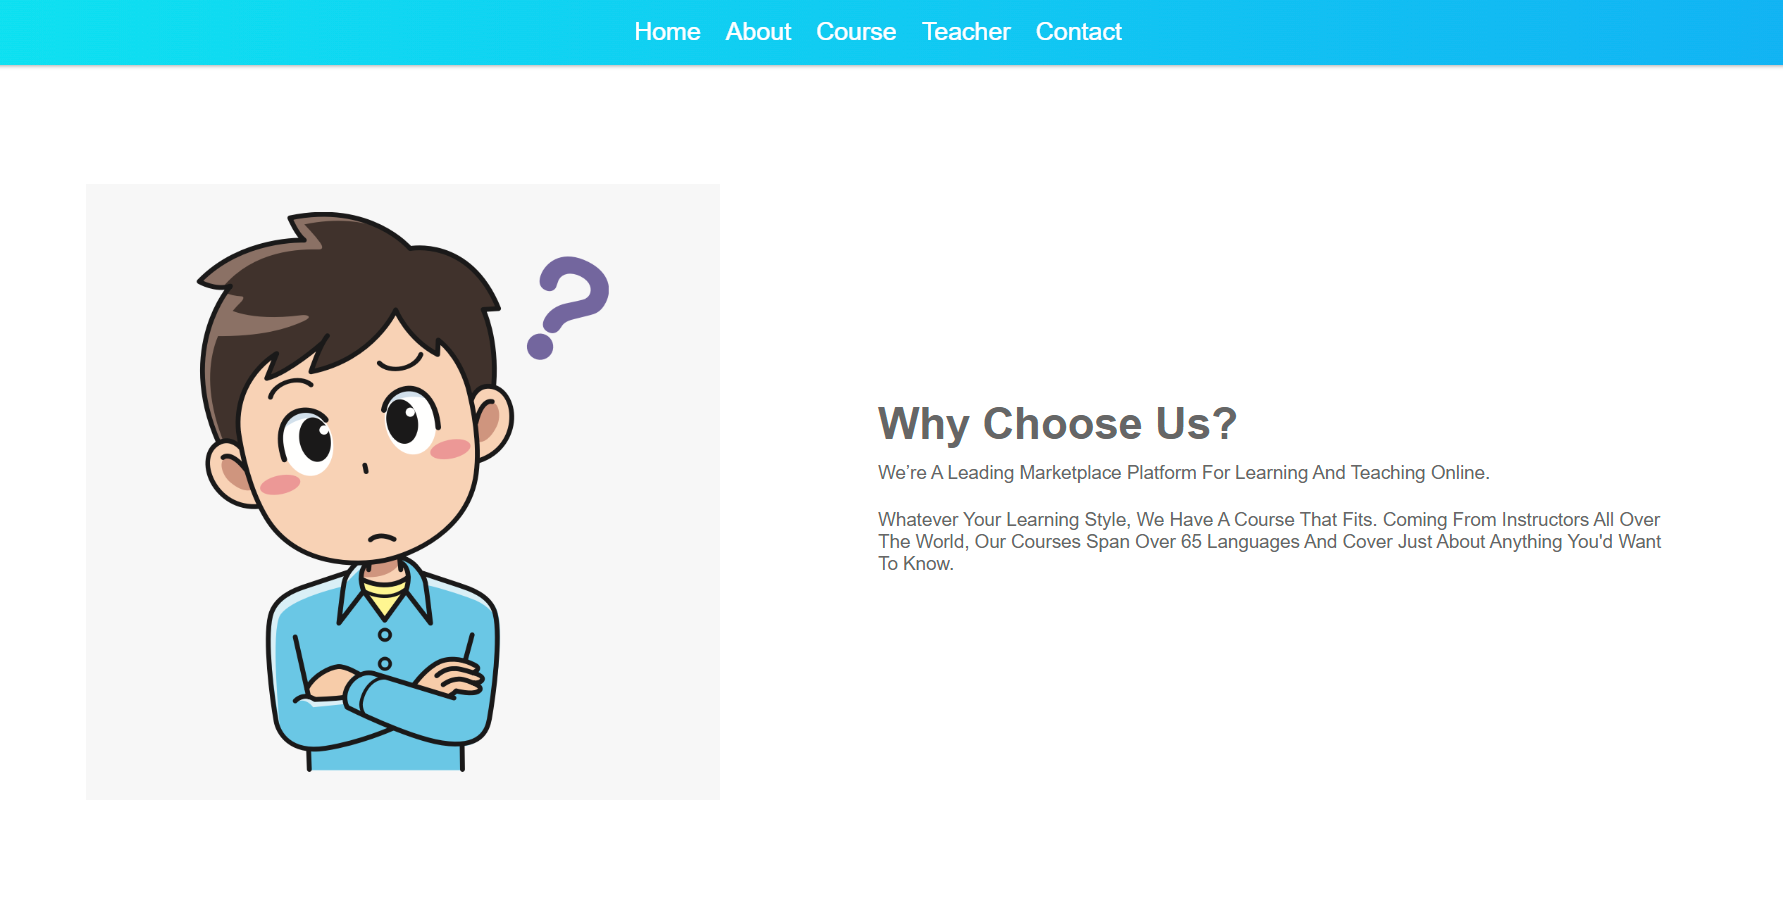 Home About Course Teacher Contact
?
Why Choose Us?
We’re A Leading Marketplace Platform For Learning And Teaching Online.
Whatever Your Learning Style, We Have A Course That Fits. Coming From Instructors All Over
The World, Our Courses Span Over 65 Languages And Cover Just About Anything You'd Want
To Know.